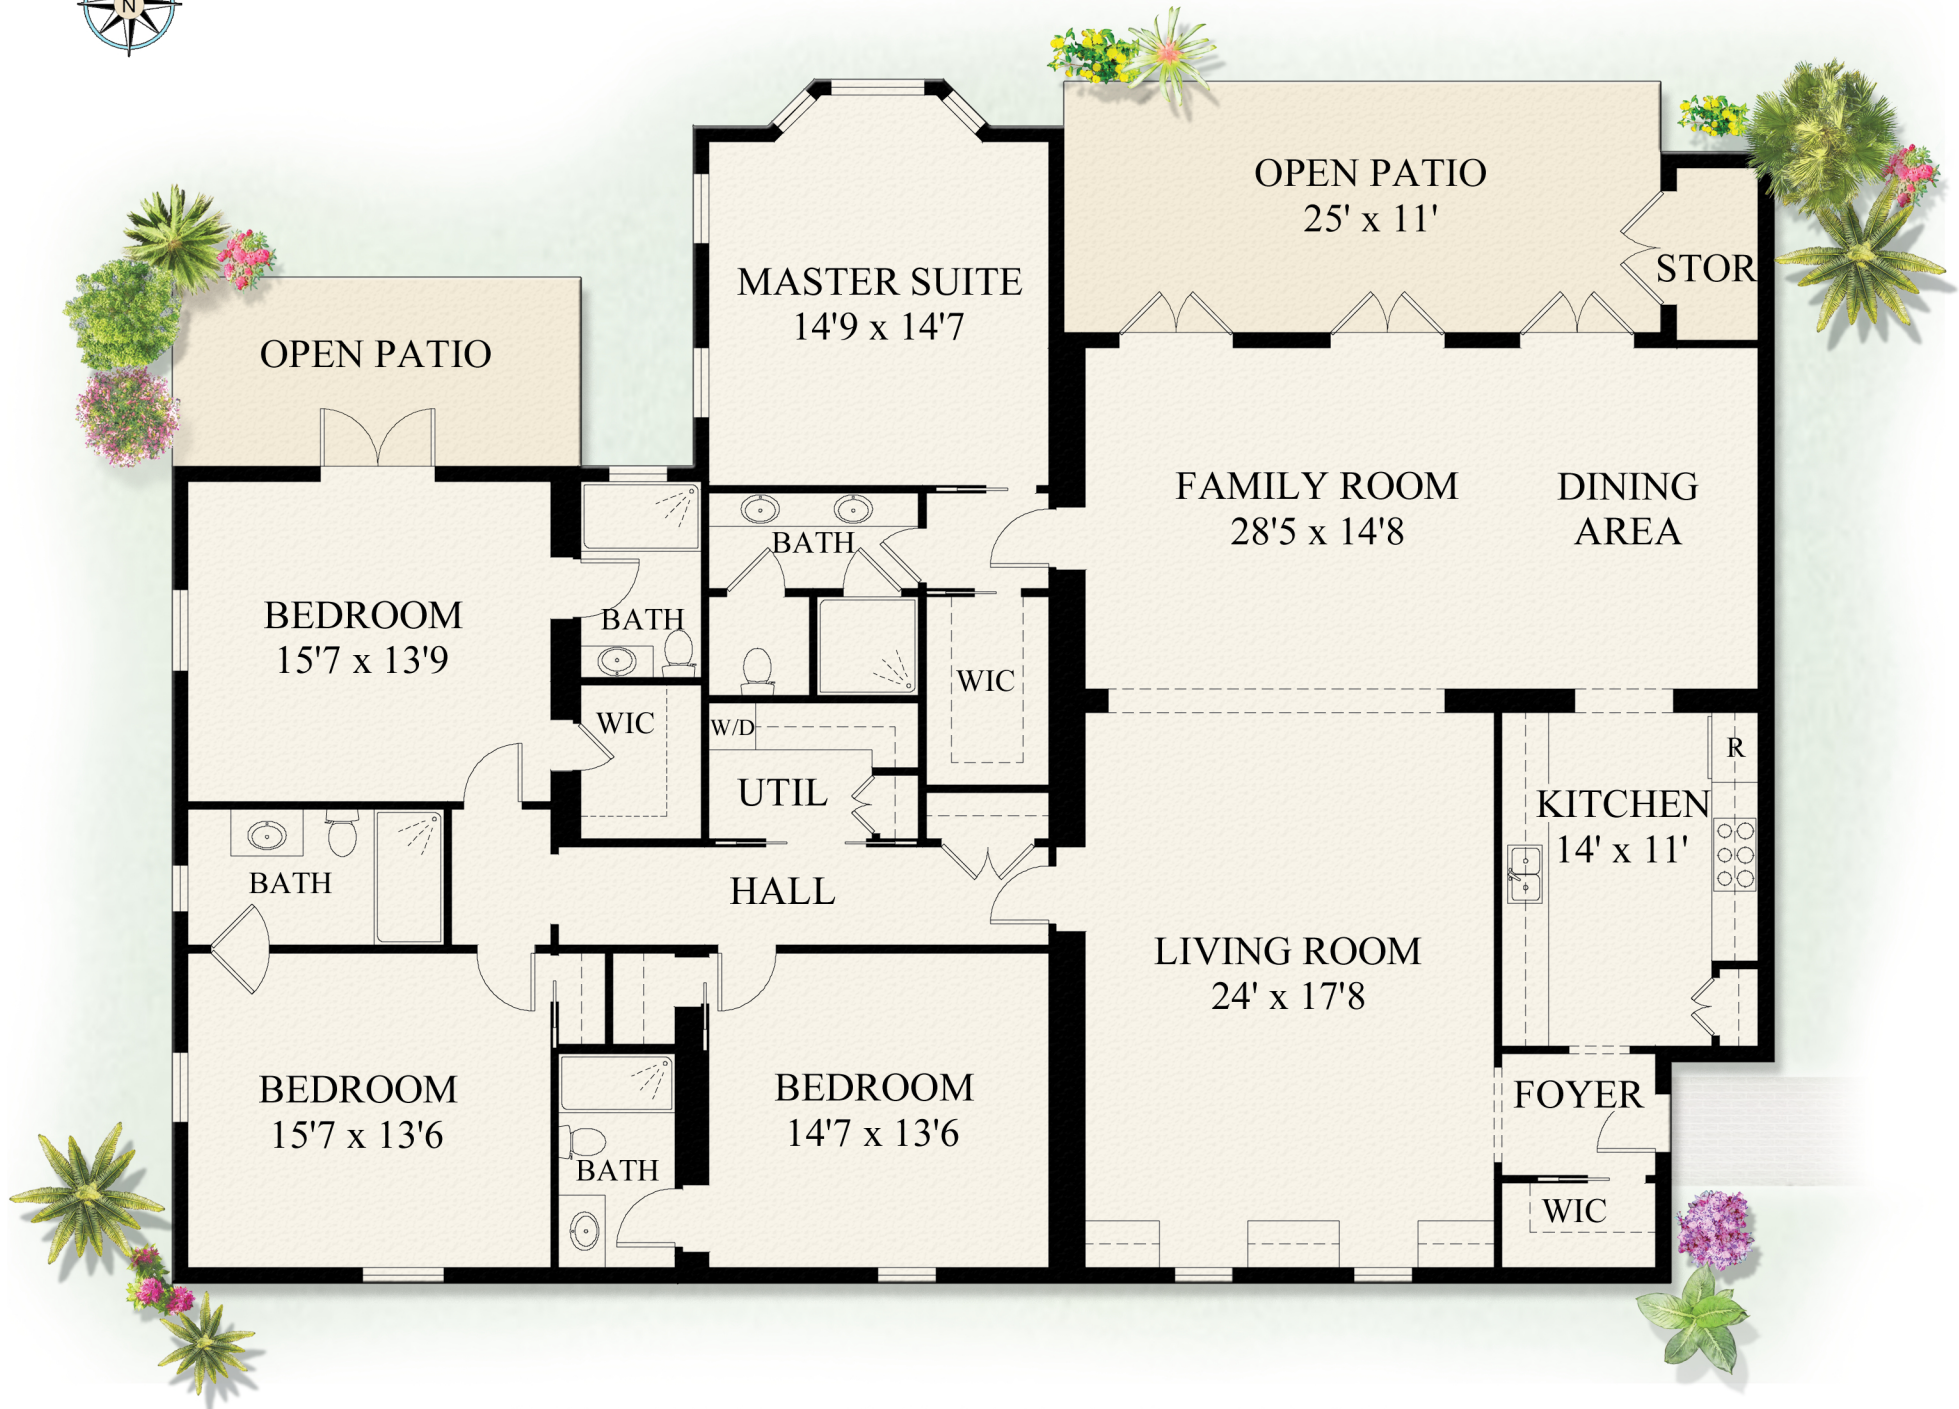 N
OPEN PATIO
25' x 11'
STOR
MASTER SUITE
14'9 x 14'7
OPEN PATIO
FAMILY ROOM
28'5 x 14'8
DINING
AREA
BATH
BEDROOM
15'7 x 13'9
BATH
WIC
WIC
W/D
UTIL
R
KITCHEN
14' x 11'
BATH
HALL
LIVING ROOM
24' x 17'8
BEDROOM
15'7 x 13'6
BEDROOM
14'7 x 13'6
FOYER
BATH
WIC